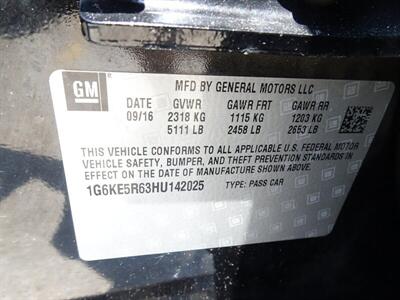 GM
MFD BY GENERAL MOTORS LLC
DATE GVWR GAWR FRT GAWR RR
09/16 2318 KG 1115 KG 1203 KG
5111 LB 2458 LB 2653 LB
THIS VEHICLE CONFORMS TO ALL APPLICABLE U.S. FEDERAL MOTOR
VEHICLE SAFETY, BUMPER, AND THEFT PREVENTION STANDARDS IN
EFFECT ON THE DATE OF MANUFACTURE SHOWN ABOVE.
1G6KE5R63HU142025 TYPE: PASS CAR